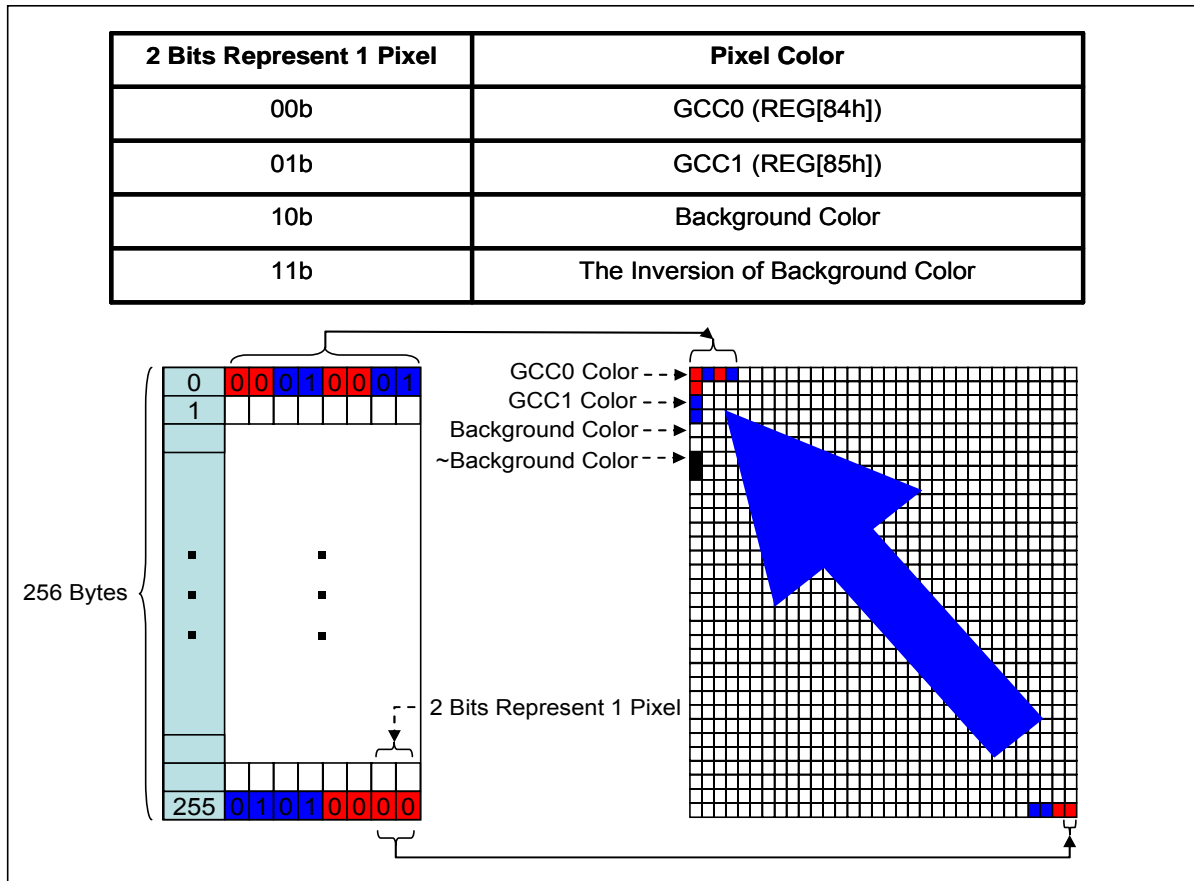 2 Bits Represent 1 Pixel Pixel Color
00b GCC0 (REG[84h])
01b GCC1 (REG[85h])
10b Background Color
11b The Inversion of Background Color
0 0 0 0 1 0 0 0 1
1
GCC0 Color
GCC1 Color
Background Color
~Background Color
256 Bytes
2 Bits Represent 1 Pixel
255 0 1 0 1 0 0 0 0